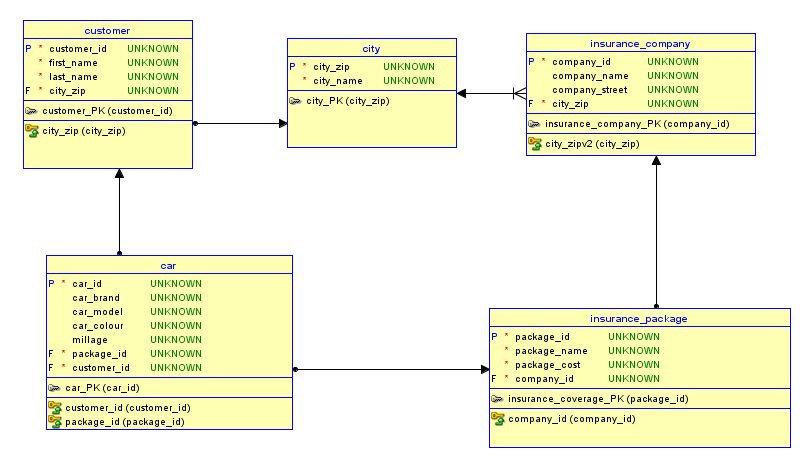 customer
P * customer_id UNKNOWN
* first_name UNKNOWN
* last_name UNKNOWN
F * city_zip UNKNOWN
customer_PK (customer_id)
city_zip (city_zip)
city
P * city_zip UNKNOWN
* city_name UNKNOWN
city_PK (city_zip)
insurance_company
P * company_id UNKNOWN
company_name UNKNOWN
company_street UNKNOWN
F * city_zip UNKNOWN
insurance_company_PK (company_id)
city_zipv2 (city_zip)
car
P * car_id UNKNOWN
car_brand UNKNOWN
car_model UNKNOWN
car_colour UNKNOWN
millage UNKNOWN
F * package_id UNKNOWN
F * customer_id UNKNOWN
car_PK (car_id)
customer_id (customer_id)
package_id (package_id)
insurance_package
P * package_id UNKNOWN
* package_name UNKNOWN
* package_cost UNKNOWN
F * company_id UNKNOWN
insurance_coverage_PK (package_id)
company_id (company_id)